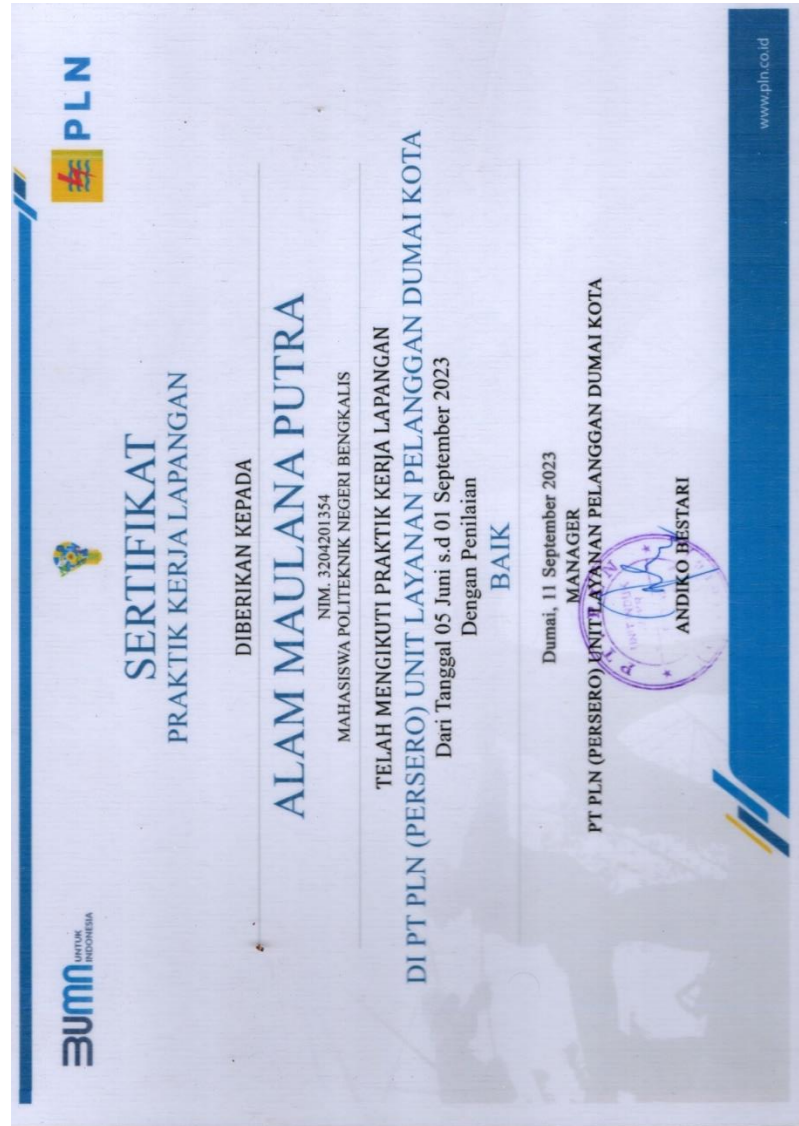 BUMN
UNTUK
INDONESIA
PLN
SERTIFIKAT
PRAKTIK KERJA LAPANGAN
DIBERIKAN KEPADA
ALAM MAULANA PUTRA
NIM. 3204201354
MAHASISWA POLITEKNIK NEGERI BENGKALIS
TELAH MENGIKUTI PRAKTIK KERJA LAPANGAN
DI PT PLN (PERSERO) UNIT LAYANAN PELANGGAN DUMAI KOTA
Dari Tanggal 05 Juni s.d 01 September 2023
Dengan Penilaian
BAIK
Dumai, 11 September 2023
MANAGER
PT PLN (PERSERO) UNIT LAYANAN PELANGGAN DUMAI KOTA
ANDIKO BESTARI
www.pln.co.id